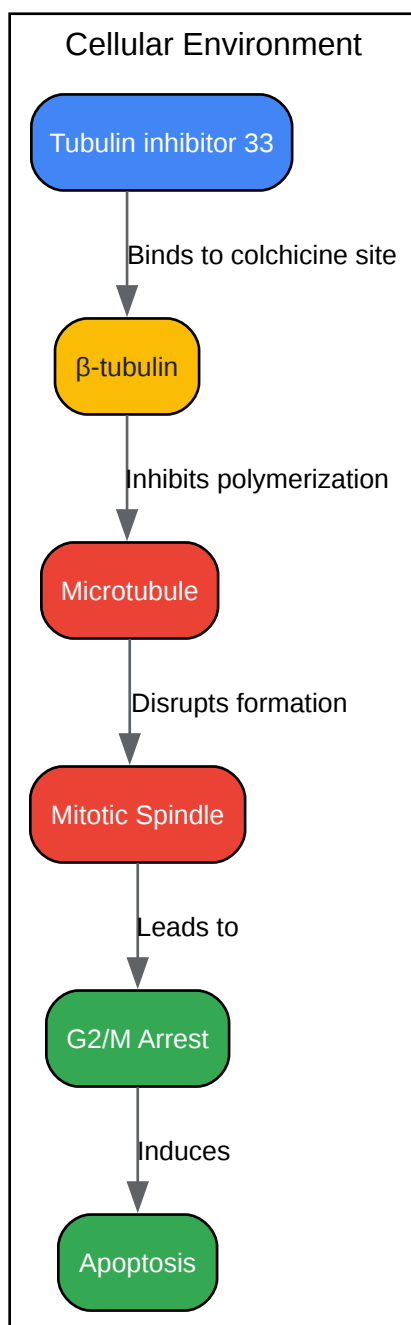 Cellular Environment
Tubulin inhibitor 33
Binds to colchicine site
β-tubulin
Inhibits polymerization
Microtubule
Disrupts formation
Mitotic Spindle
Leads to
G2/M Arrest
Induces
Apoptosis